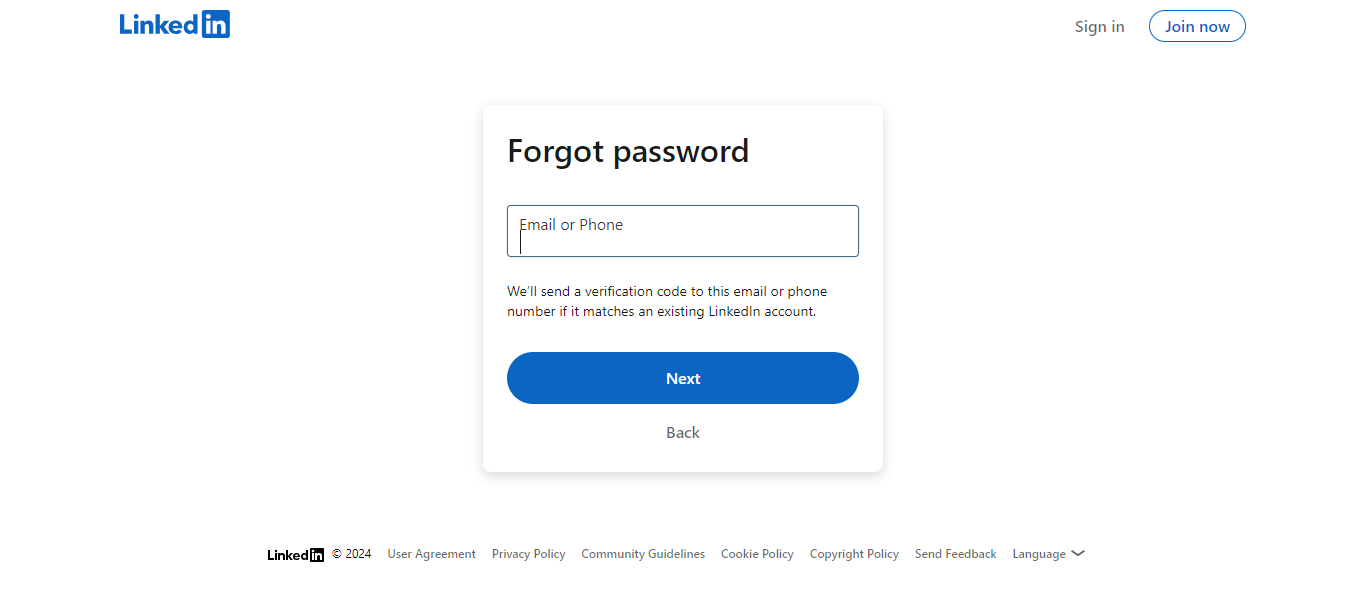 LinkedIn
Sign in
Join now
Forgot password
Email or Phone
We'll send a verification code to this email or phone
number if it matches an existing LinkedIn account.
Next
Back
LinkedIn © 2024 User Agreement Privacy Policy Community Guidelines Cookie Policy Copyright Policy Send Feedback Language